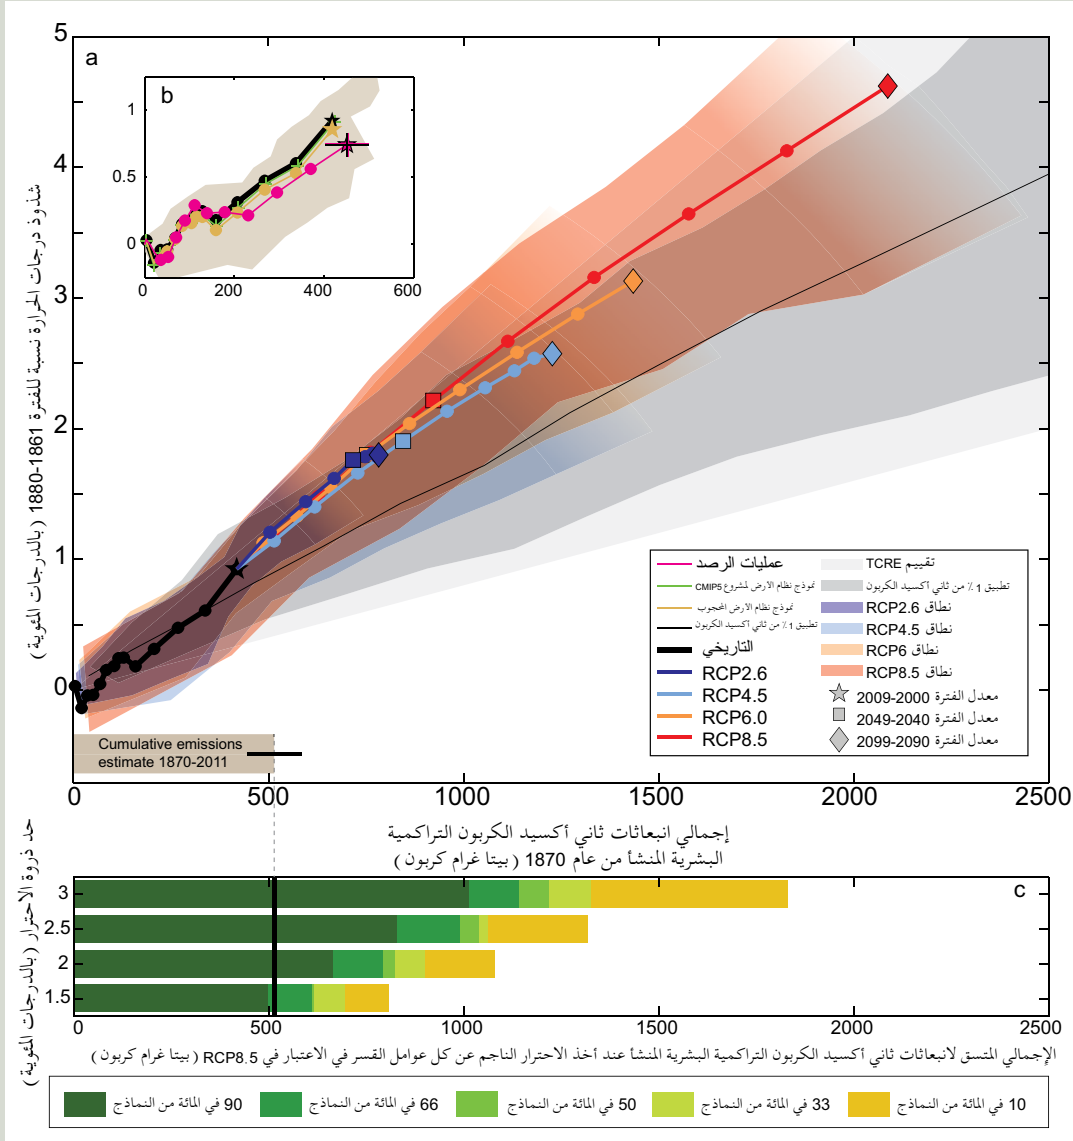 5
a
b
1
0.5
0
0
200
400
600
4
3
2
1
0
شذوذ درجات الحرارة نسبة للفترة 1861-1880 (بالدرجات المئوية)
عمليات الرصد
نموذج نظام الارض لمشروع CMIP5
نموذج نظام الارض المحجوب
تطبيق 1٪ من ثاني أكسيد الكربون
التاريخي
RCP2.6
RCP4.5
RCP6.0
RCP8.5
تقييم TCRE
تطبيق 1٪ من ثاني أكسيد الكربون
نطاق RCP2.6
نطاق RCP4.5
نطاق RCP6
نطاق RCP8.5
معدل الفترة 2000-2009
معدل الفترة 2040-2049
معدل الفترة 2090-2099
Cumulative emissions
estimate 1870-2011
0
500
1000
1500
2000
2500
إجمالي انبعاثات ثاني أكسيد الكربون التراكمية
البشرية المنشأ من عام 1870 (بيتا غرام كربون)
حد ذروة الاحترار (بالدرجات المئوية)
c
3
2.5
2
1.5
0
500
1000
1500
2000
2500
الإجمالي المتسق لانبعاثات ثاني أكسيد الكربون التراكمية البشرية المنشأ عند أخذ الاحترار الناجم عن كل عوامل القسر في الاعتبار في RCP8.5 (بيتا غرام كربون)
90 في المائة من النماذج
66 في المائة من النماذج
50 في المائة من النماذج
33 في المائة من النماذج
10 في المائة من النماذج